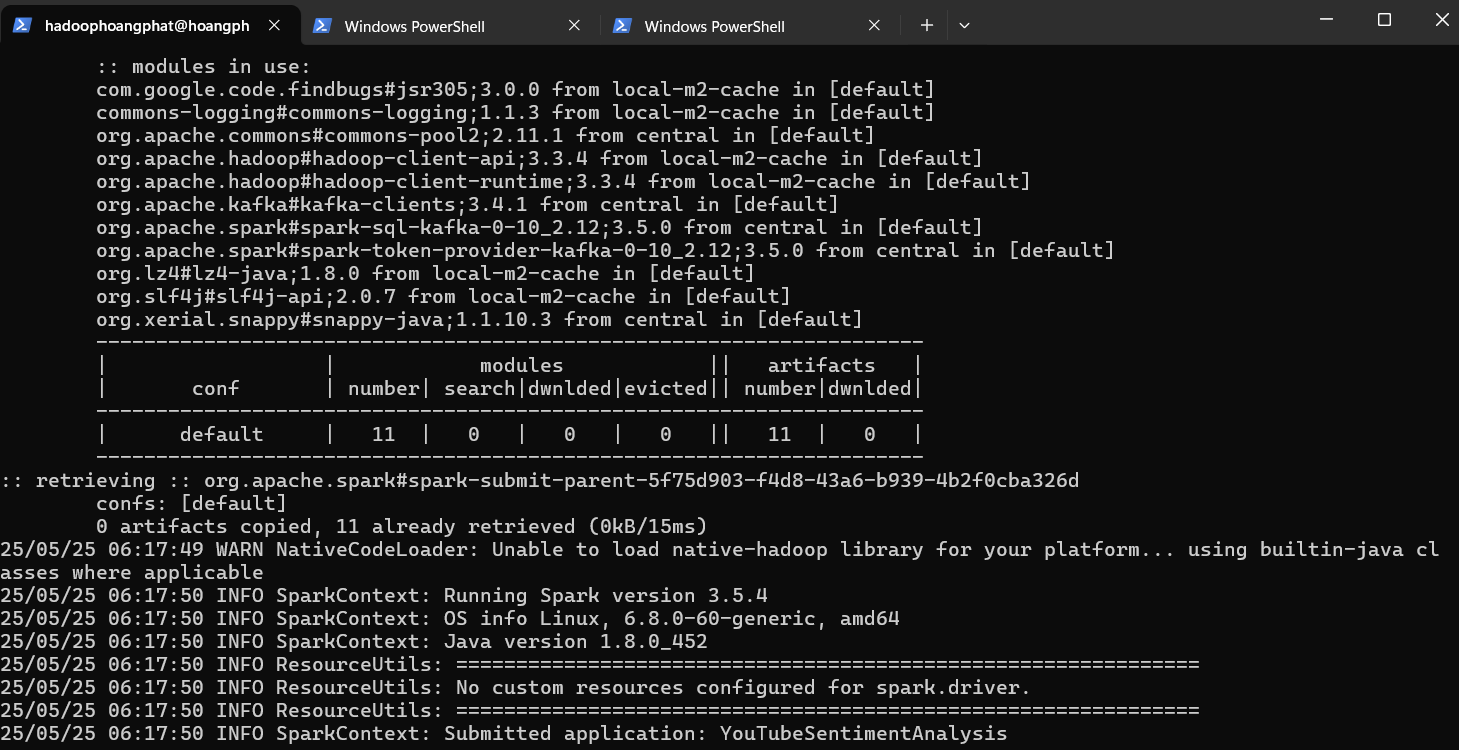 hadoophoangphat@hoangph
Windows PowerShell
Windows PowerShell
:: modules in use:
com.google.code.findbugs#jsr305;3.0.0 from local-m2-cache in [default]
commons-logging#commons-logging;1.1.3 from local-m2-cache in [default]
org.apache.commons#commons-pool2;2.11.1 from central in [default]
org.apache.hadoop#hadoop-client-api;3.3.4 from local-m2-cache in [default]
org.apache.hadoop#hadoop-client-runtime;3.3.4 from local-m2-cache in [default]
org.apache.kafka#kafka-clients;3.4.1 from central in [default]
org.apache.spark#spark-sql-kafka-0-10_2.12;3.5.0 from central in [default]
org.apache.spark#spark-token-provider-kafka-0-10_2.12;3.5.0 from central in [default]
org.lz4#lz4-java;1.8.0 from local-m2-cache in [default]
org.slf4j#slf4j-api;2.0.7 from local-m2-cache in [default]
org.xerial.snappy#snappy-java;1.1.10.3 from central in [default]
---------------------------------------------------------------------
|                  |            modules            ||   artifacts   |
|       conf       | number| search|dwnlded|evicted|| number|dwnlded|
---------------------------------------------------------------------
|      default     |   11  |   0   |   0   |   0   ||   11  |   0   |
---------------------------------------------------------------------
:: retrieving :: org.apache.spark#spark-submit-parent-5f75d903-f4d8-43a6-b939-4b2f0cba326d
confs: [default]
0 artifacts copied, 11 already retrieved (0kB/15ms)
25/05/25 06:17:49 WARN NativeCodeLoader: Unable to load native-hadoop library for your platform... using builtin-java cl
asses where applicable
25/05/25 06:17:50 INFO SparkContext: Running Spark version 3.5.4
25/05/25 06:17:50 INFO SparkContext: OS info Linux, 6.8.0-60-generic, amd64
25/05/25 06:17:50 INFO SparkContext: Java version 1.8.0_452
25/05/25 06:17:50 INFO ResourceUtils: ==============================================================
25/05/25 06:17:50 INFO ResourceUtils: No custom resources configured for spark.driver.
25/05/25 06:17:50 INFO ResourceUtils: ==============================================================
25/05/25 06:17:50 INFO SparkContext: Submitted application: YouTubeSentimentAnalysis